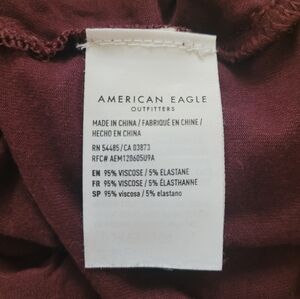 AMERICAN EAGLE
OUTFITTERS
MADE IN CHINA / FABRIQUÉ EN CHINE /
HECHO EN CHINA
RN 54485/CA 03873
RFC# AEM120605U9A
EN 95% VISCOSE / 5% ELASTANE
FR 95% VISCOSE / 5% ÉLASTHANNE
SP 95% viscosa / 5% elastano